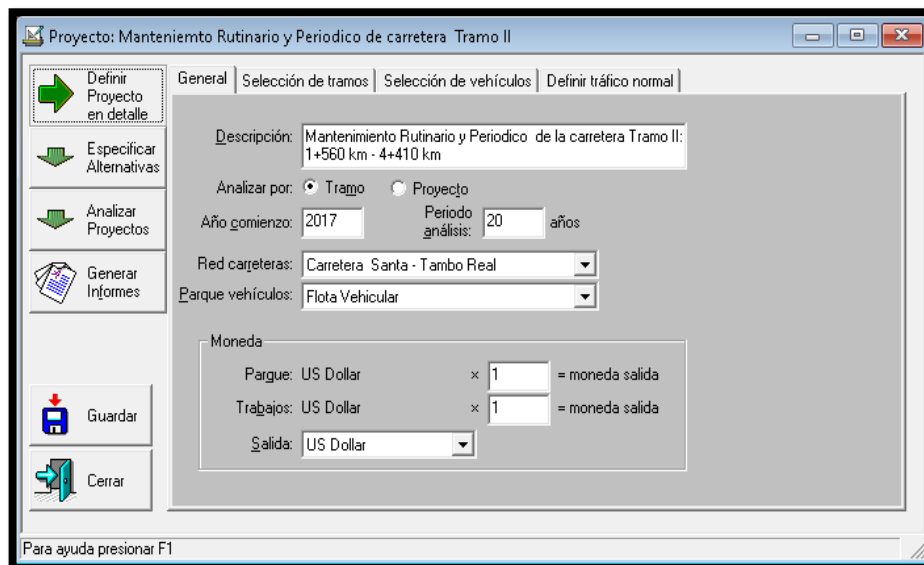 Proyecto: Manteniemto Rutinario y Periodico de carretera Tramo II
Definir
Proyecto
en detalle
Especificar
Alternativas
Analizar
Proyectos
Generar
Informes
Guardar
Cerrar
General
Selección de tramos
Selección de vehículos
Definir tráfico normal
Descripción:
Mantenimiento Rutinario y Periodico de la carretera Tramo II:
1+560 km - 4+410 km
Analizar por: Tramo Proyecto
Año comienzo: 2017
Periodo
análisis: 20 años
Red carreteras: Carretera Santa - Tambo Real
Parque vehículos: Flota Vehicular
Moneda
Parque: US Dollar × 1 = moneda salida
Trabajos: US Dollar × 1 = moneda salida
Salida: US Dollar
Para ayuda presionar F1